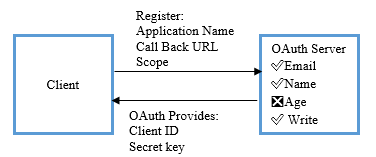 Register:
Application Name
Call Back URL
Scope
Client
OAuth Server
✓Email
✓Name
❎Age
✓ Write
OAuth Provides:
Client ID
Secret key